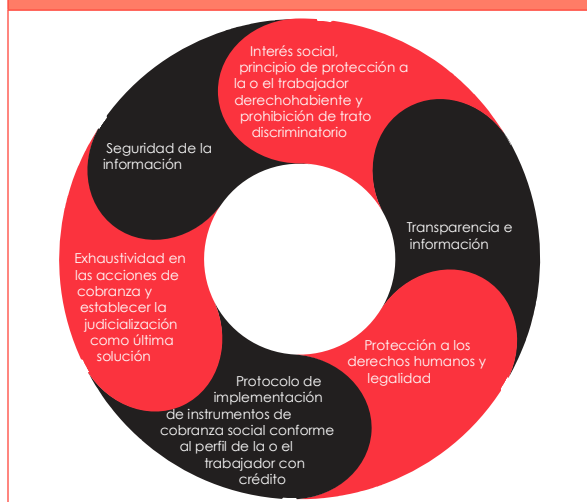 Interés social,
principio de protección a
la o el trabajador
derechohabiente y
prohibición de trato
discriminatorio
Transparencia e
información
Protección a los
derechos humanos y
legalidad
Protocolo de
implementación
de instrumentos de
cobranza social conforme
al perfil de la o el
trabajador con
crédito
Exhaustividad en
las acciones de
cobranza y
establecer la
judicialización
como última
solución
Seguridad de la
información